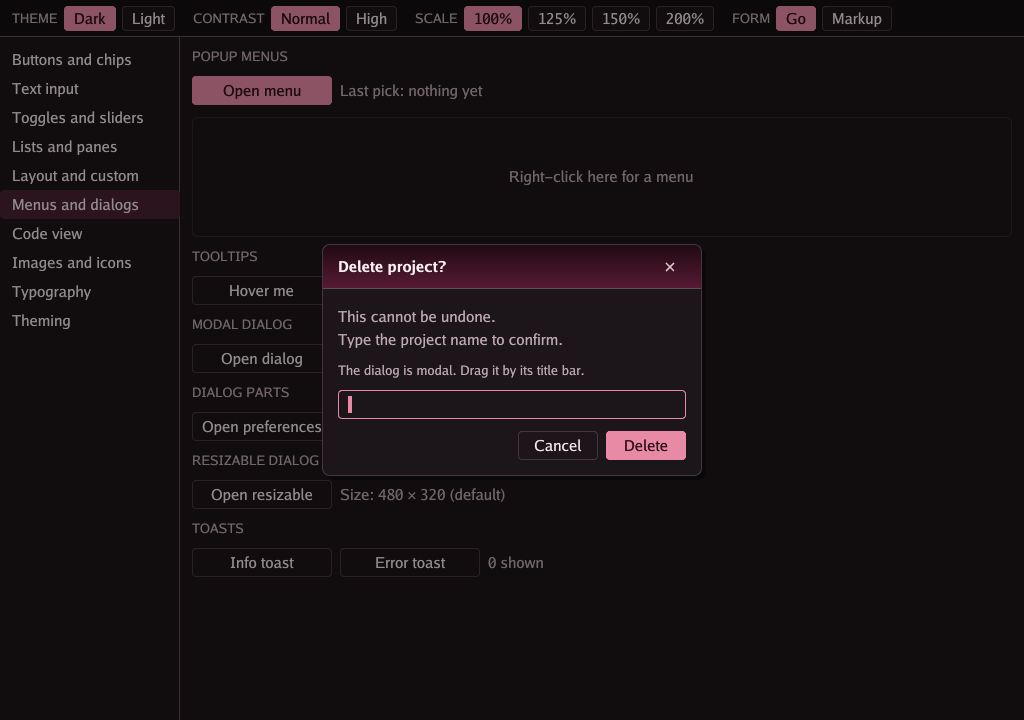 THEME Dark Light CONTRAST Normal High SCALE 100% 125% 150% 200% FORM Go Markup
Buttons and chips
Text input
Toggles and sliders
Lists and panes
Layout and custom
Menus and dialogs
Code view
Images and icons
Typography
Theming
POPUP MENUS
Open menu Last pick: nothing yet
Right-click here for a menu
TOOLTIPS
Hover me
MODAL DIALOG
Open dialog
DIALOG PARTS
Open preferences
RESIZABLE DIALOG
Open resizable Size: 480 × 320 (default)
TOASTS
Info toast Error toast 0 shown
Delete project? ×
This cannot be undone.
Type the project name to confirm.
The dialog is modal. Drag it by its title bar.
Cancel Delete